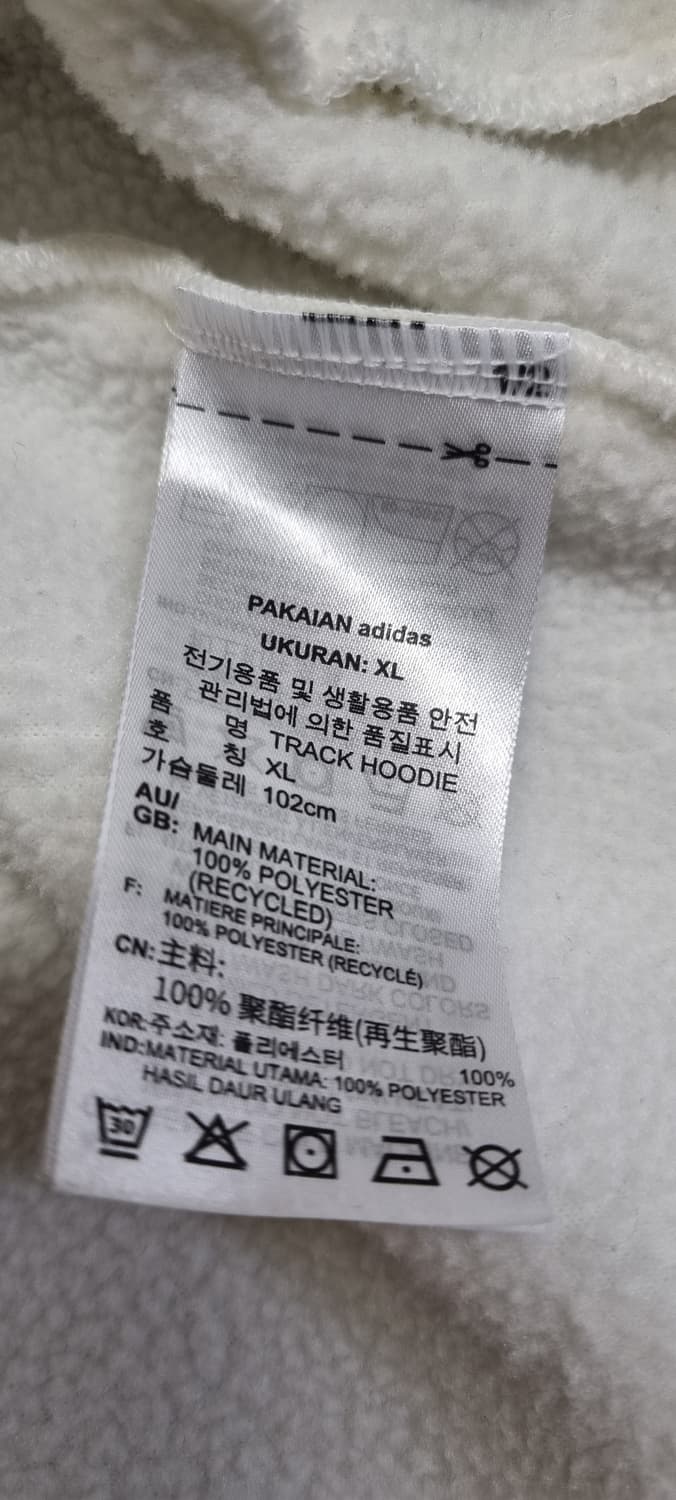 PAKAIAN adidas
UKURAN: XL
전기용품 및 생활용품 안전
관리법에 의한 품질표시
품 명 TRACK HOODIE
호 칭 XL
가슴둘레 102cm
AU/
GB: MAIN MATERIAL:
100% POLYESTER
(RECYCLED)
F: MATIERE PRINCIPALE:
100% POLYESTER (RECYCLÉ)
CN:主料:
100% 聚酯纤维(再生聚酯)
KOR:주소재: 폴리에스터 100%
IND:MATERIAL UTAMA: 100% POLYESTER
HASIL DAUR ULANG
30